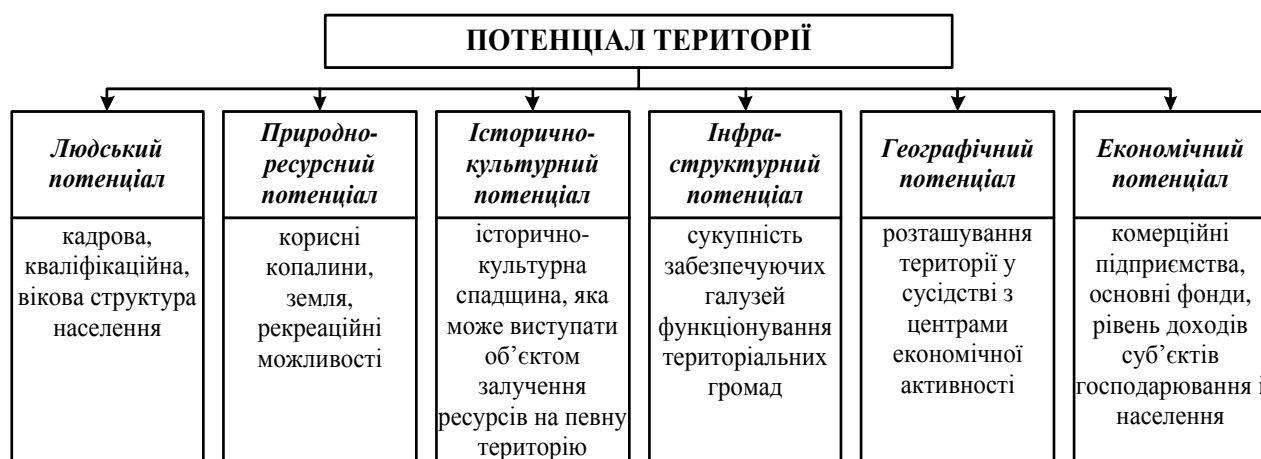 ПОТЕНЦІАЛ ТЕРИТОРІЇ
Людський
потенціал
кадрова,
кваліфікаційна,
вікова структура
населення
Природно-
ресурсний
потенціал
корисні
копалини,
земля,
рекреаційні
можливості
Історично-
культурний
потенціал
історично-
культурна
спадщина, яка
може виступати
об’єктом
залучення
ресурсів на певну
територію
Інфра-
структурний
потенціал
сукупність
забезпечуючих
галузей
функціонування
територіальних
громад
Географічний
потенціал
розташування
території у
сусідстві з
центрами
економічної
активності
Економічний
потенціал
комерційні
підприємства,
основні фонди,
рівень доходів
суб’єктів
господарювання і
населення